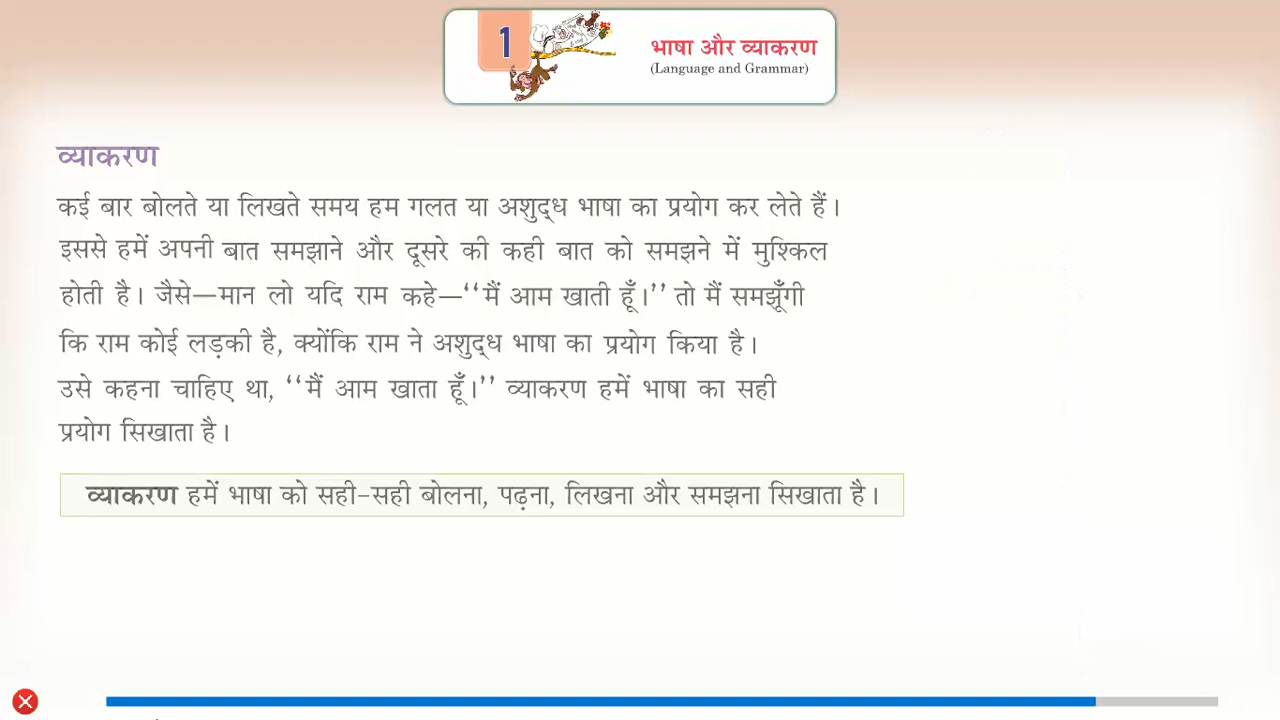 1
भाषा और व्याकरण
(Language and Grammar)
व्याकरण
कई बार बोलते या लिखते समय हम गलत या अशुद्ध भाषा का प्रयोग कर लेते हैं।
इससे हमें अपनी बात समझाने और दूसरे की कही बात को समझने में मुश्किल
होती है। जैसे—मान लो यदि राम कहे—‘‘मैं आम खाती हूँ।’’ तो मैं समझूँगी
कि राम कोई लड़की है, क्योंकि राम ने अशुद्ध भाषा का प्रयोग किया है।
उसे कहना चाहिए था, ‘‘मैं आम खाता हूँ।’’ व्याकरण हमें भाषा का सही
प्रयोग सिखाता है।
व्याकरण हमें भाषा को सही-सही बोलना, पढ़ना, लिखना और समझना सिखाता है।